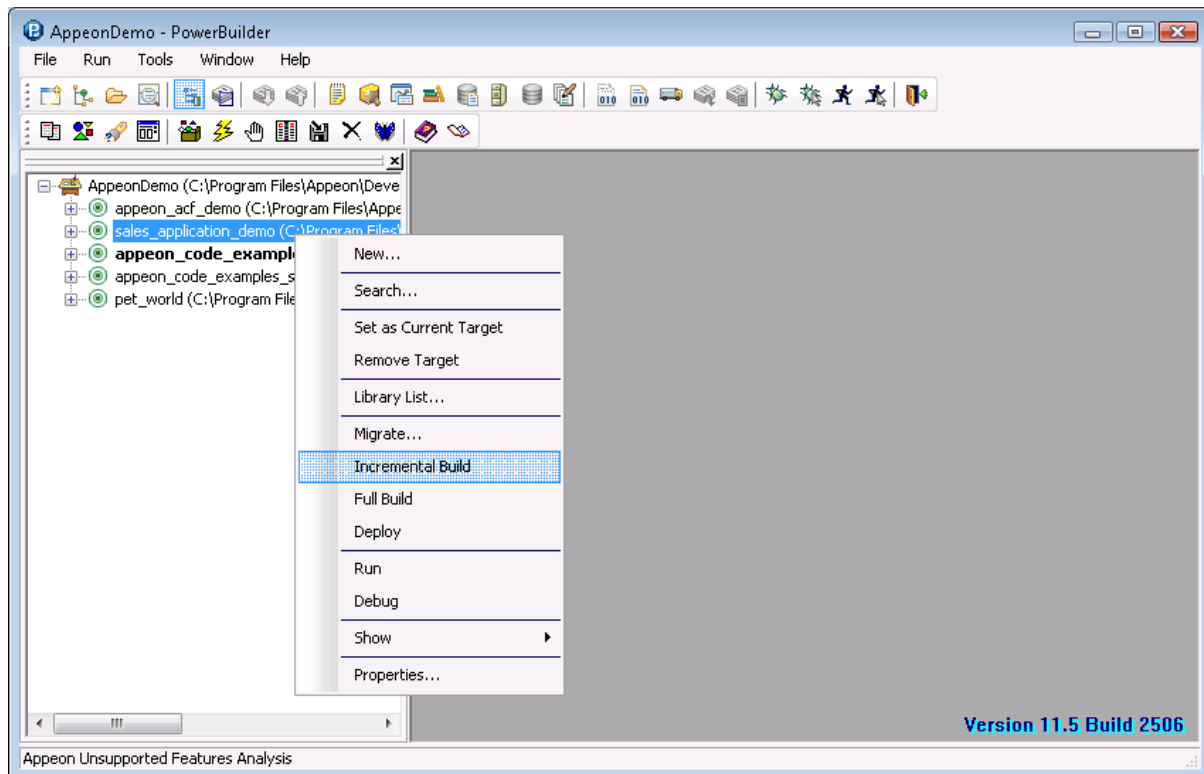 AppeonDemo - PowerBuilder
File Run Tools Window Help
AppeonDemo (C:\Program Files\Appeon\Deve
appeon_acf_demo (C:\Program Files\Appe
sales_application_demo (C:\Program Files\
appeon_code_example
appeon_code_examples_s
pet_world (C:\Program File
New...
Search...
Set as Current Target
Remove Target
Library List...
Migrate...
Incremental Build
Full Build
Deploy
Run
Debug
Show
Properties...
Version 11.5 Build 2506
Appeon Unsupported Features Analysis